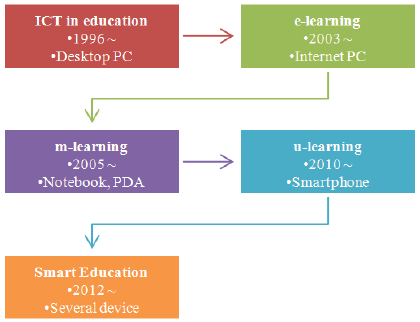 ICT in education
•1996~
•Desktop PC
e-learning
•2003~
•Internet PC
m-learning
•2005~
•Notebook, PDA
u-learning
•2010~
•Smartphone
Smart Education
•2012~
•Several device